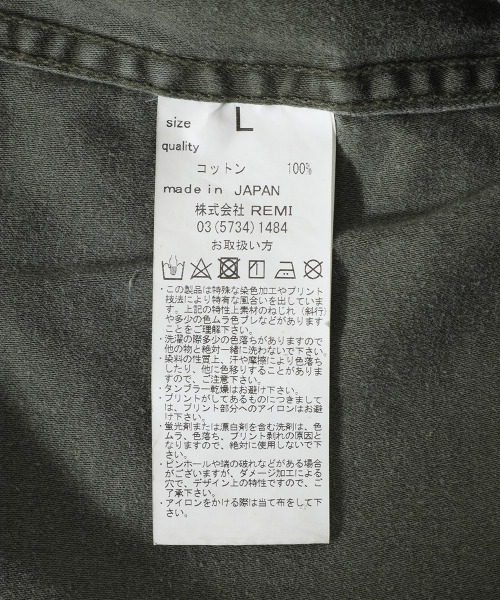 size L
quality
コットン 100%
made in JAPAN
株式会社 REMI
03(5734)1484
お取扱い方
・この製品は特殊な染色加工やプリント
技法により特有な風合いを出していま
す。上記の特性上素材のねじれ（斜行）
や多少の色ムラ色ブレなどがあります
ことをご理解下さい。
・洗濯の際多少の色落ちがありますので
他の物と絶対一緒に洗わないで下さい。
・染料の性質上、汗や摩擦により色落ち
したり、他に色移りすることがありま
すので、ご注意下さい。
・タンブラー乾燥はお避け下さい。
・プリントがしてあるものにつきまして
は、プリント部分へのアイロンはお避
け下さい。
・蛍光剤または漂白剤を含む洗剤は、色
ムラ、色落ち、プリント剥れの原因と
なりますので、絶対に使用しないで下
さい。
・ピンホールや裾の破れなどがある場合
がございますが、ダメージ加工による
穴で、デザイン上の特性ですので、ご
了承下さい。
・アイロンをかける際は当て布をして下
さい。